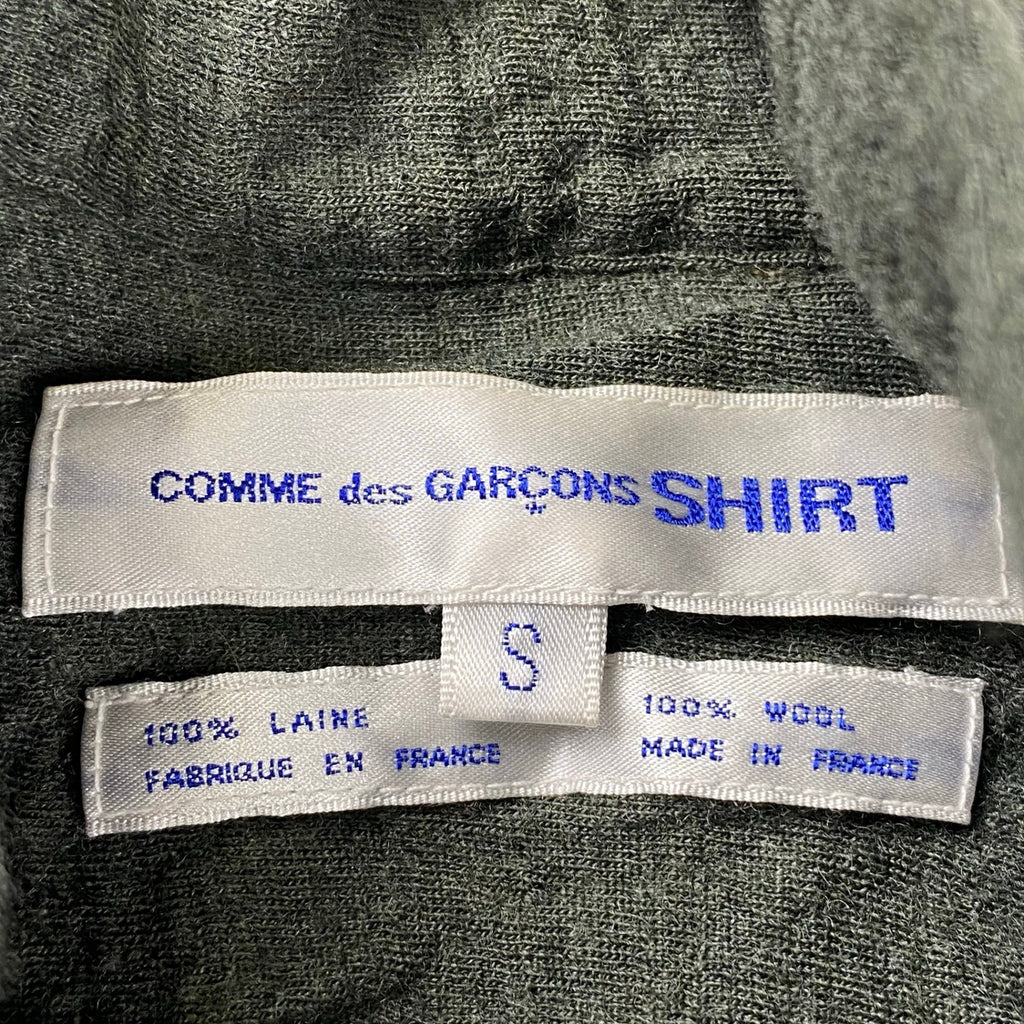 COMME des GARÇONS SHIRT
S
100% LAINE
FABRIQUE EN FRANCE
100% WOOL
MADE IN FRANCE